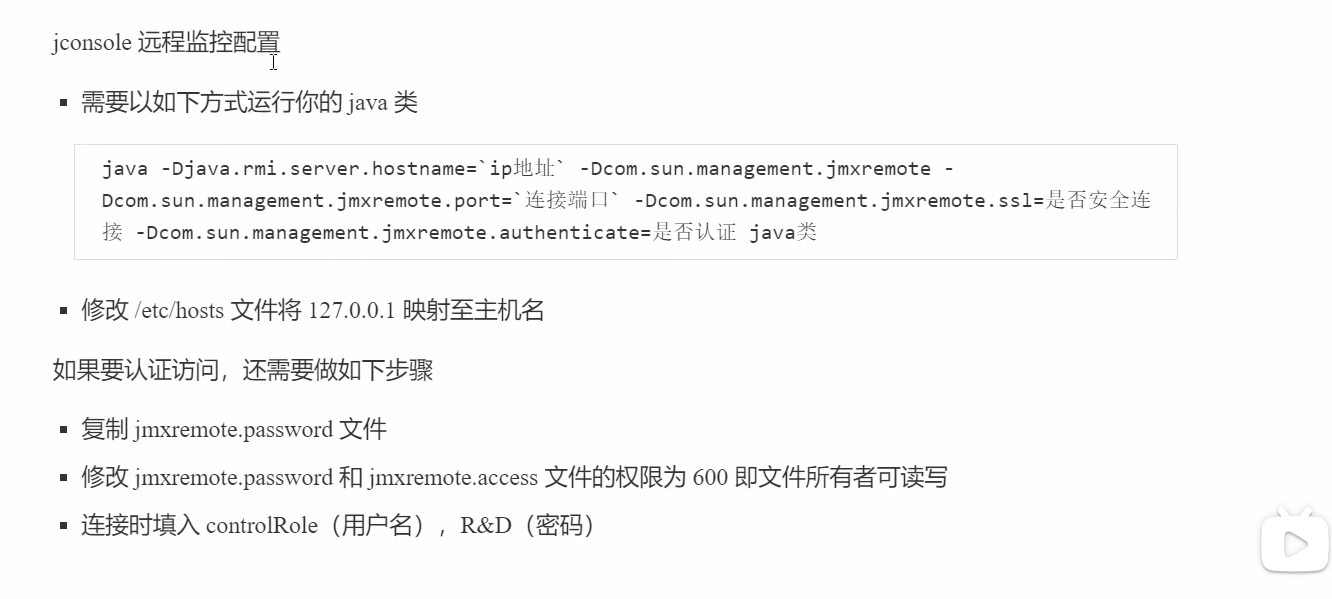 jconsole 远程监控配置
▪ 需要以如下方式运行你的 java 类
java -Djava.rmi.server.hostname=`ip地址` -Dcom.sun.management.jmxremote -
Dcom.sun.management.jmxremote.port=`连接端口` -Dcom.sun.management.jmxremote.ssl=是否安全连
接 -Dcom.sun.management.jmxremote.authenticate=是否认证 java类
▪ 修改 /etc/hosts 文件将 127.0.0.1 映射至主机名
如果要认证访问，还需要做如下步骤
▪ 复制 jmxremote.password 文件
▪ 修改 jmxremote.password 和 jmxremote.access 文件的权限为 600 即文件所有者可读写
▪ 连接时填入 controlRole（用户名），R&D（密码）